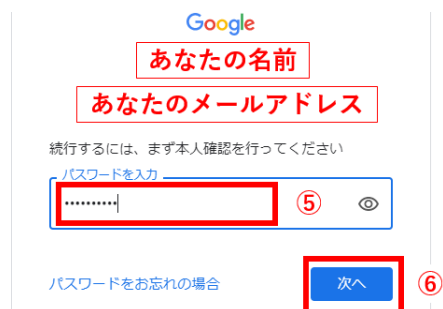 Google
あなたの名前
あなたのメールアドレス
続行するには、まず本人確認を行ってください
パスワードを入力
•••••••••• ⑤
パスワードをお忘れの場合 次へ ⑥